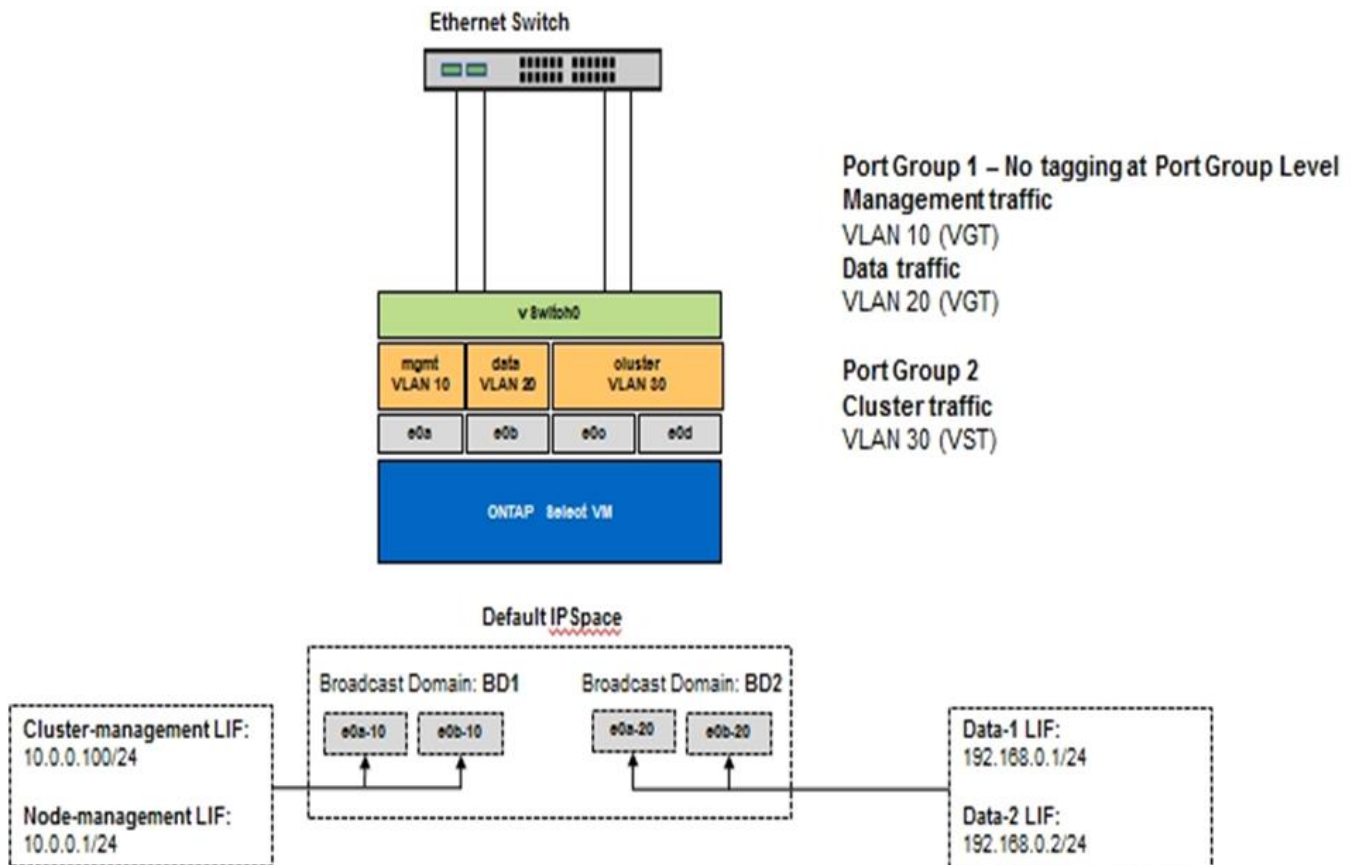 Ethernet Switch
Port Group 1 – No tagging at Port Group Level
Management traffic
VLAN 10 (VGT)
Data traffic
VLAN 20 (VGT)
Port Group 2
Cluster traffic
VLAN 30 (VST)
vSwitch0
mgmt
VLAN 10
data
VLAN 20
cluster
VLAN 30
e0a
e0b
e0c
e0d
ONTAP Select VM
Default IPSpace
Broadcast Domain: BD1
Broadcast Domain: BD2
e0a-10
e0b-10
e0a-20
e0b-20
Cluster-management LIF:
10.0.0.100/24
Node-management LIF:
10.0.0.1/24
Data-1 LIF:
192.168.0.1/24
Data-2 LIF:
192.168.0.2/24